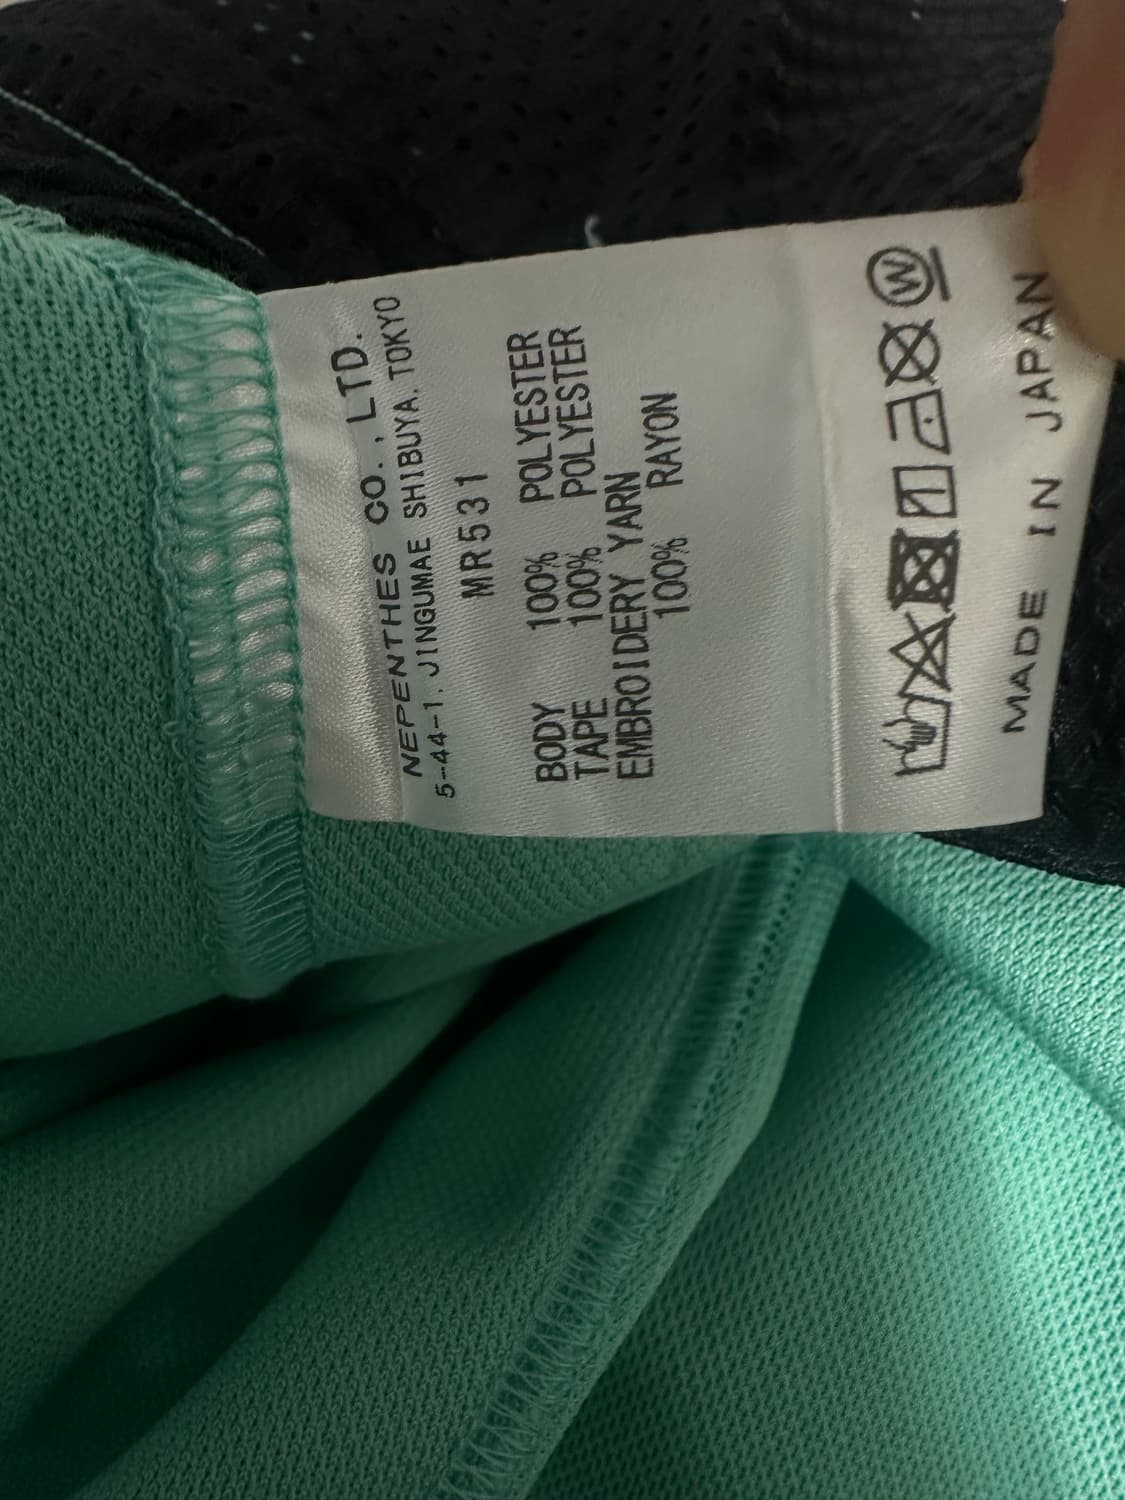 NEPENTHES CO., LTD.
5-44-1, JINGUMAE SHIBUYA, TOKYO
MR531
BODY 100% POLYESTER
TAPE 100% POLYESTER
EMBROIDERY YARN
100% RAYON
W
MADE IN JAPAN